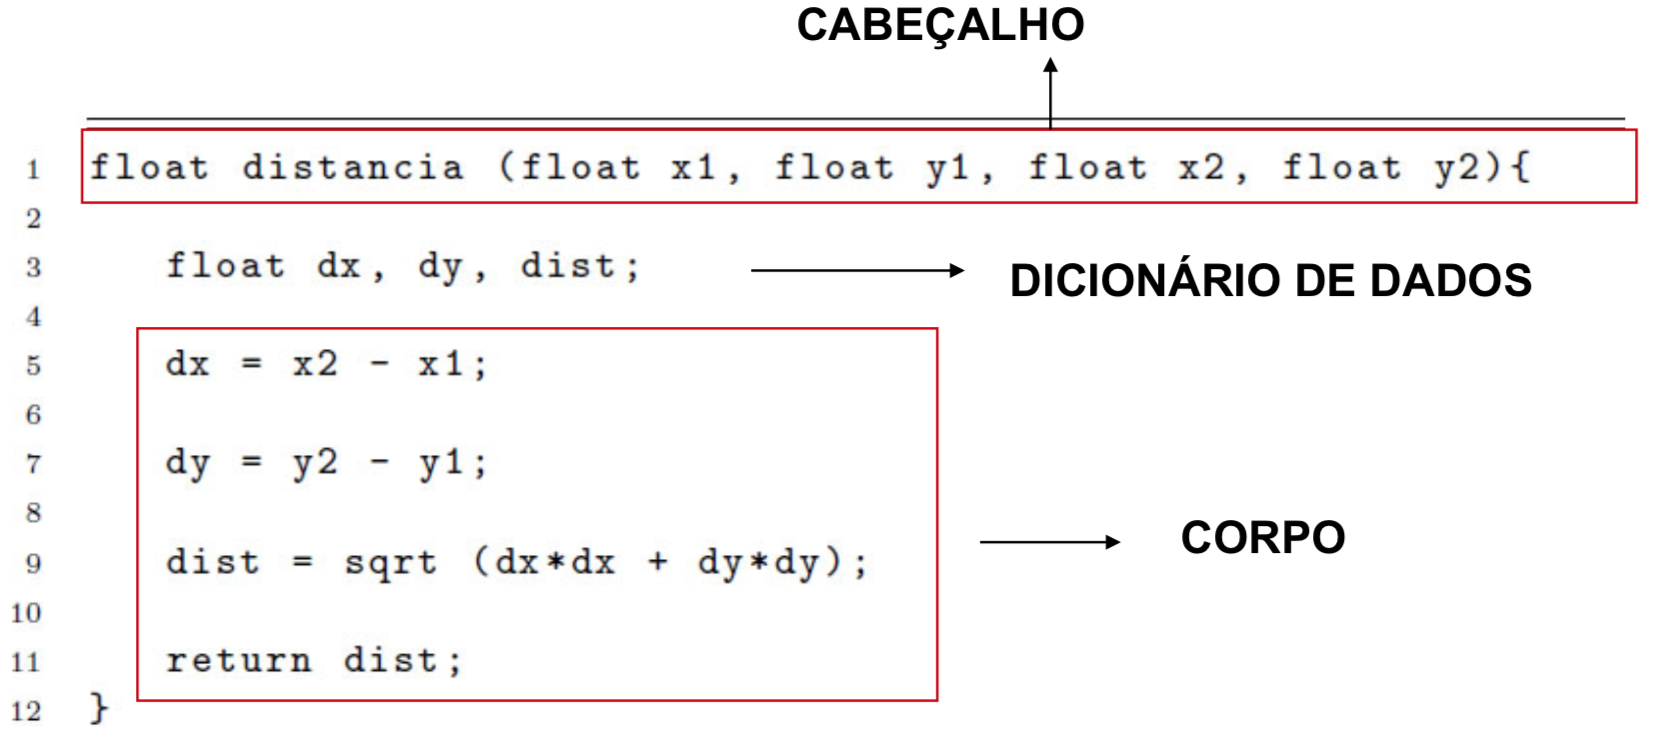 CABEÇALHO
1 float distancia (float x1, float y1, float x2, float y2){
2
3 float dx, dy, dist;
DICIONÁRIO DE DADOS
4
5 dx = x2 - x1;
6
7 dy = y2 - y1;
8
CORPO
9 dist = sqrt (dx*dx + dy*dy);
10
11 return dist;
12 }